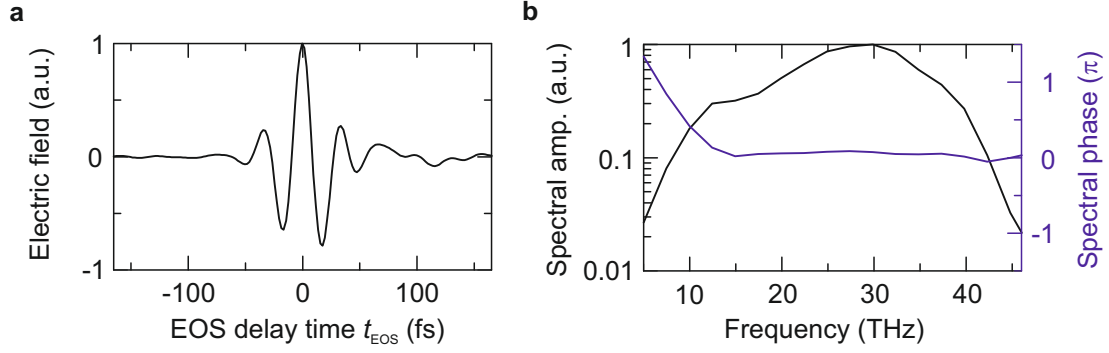 a
Electric field (a.u.)
1
0
-1
-100 0 100
EOS delay time tEOS (fs)
b
Spectral amp. (a.u.)
1
0.1
0.01
10 20 30 40
Frequency (THz)
1
0
-1
Spectral phase (π)